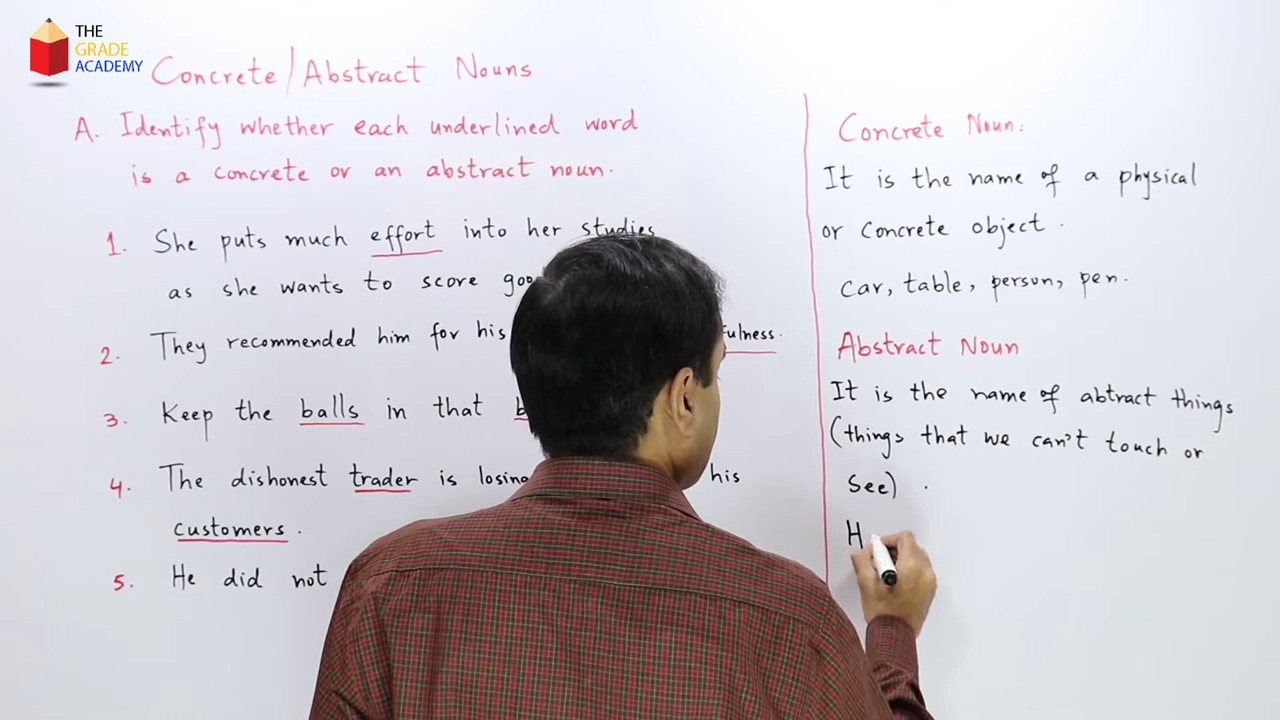 THE
GRADE
ACADEMY
Concrete/Abstract Nouns
A. Identify whether each underlined word
is a concrete or an abstract noun.
1. She puts much effort into her studies
as she wants to score
2. They recommended him for his
3. Keep the balls in that
4. The dishonest trader is his
customers.
5. He did not
Concrete Noun:
It is the name of a physical
or concrete object.
car, table, person, pen.
Abstract Noun
It is the name of abtract things
(things that we can't touch or
see).
H